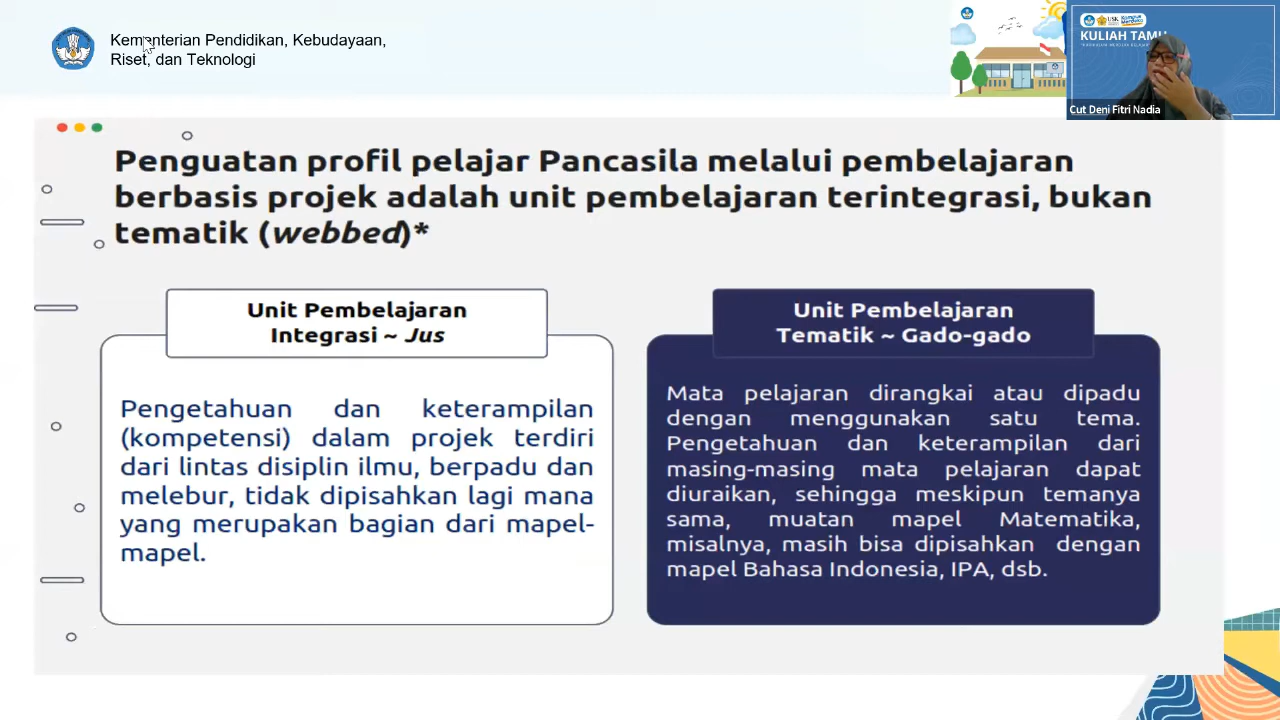 Kementerian Pendidikan, Kebudayaan,
Riset, dan Teknologi
USK
Kampus
Merdeka
KULIAH TAMU
Cut Deni Fitri Nadia
Penguatan profil pelajar Pancasila melalui pembelajaran
berbasis projek adalah unit pembelajaran terintegrasi, bukan
tematik (webbed)*
Unit Pembelajaran
Integrasi ~ Jus
Pengetahuan dan keterampilan
(kompetensi) dalam projek terdiri
dari lintas disiplin ilmu, berpadu dan
melebur, tidak dipisahkan lagi mana
yang merupakan bagian dari mapel-
mapel.
Unit Pembelajaran
Tematik ~ Gado-gado
Mata pelajaran dirangkai atau dipadu
dengan menggunakan satu tema.
Pengetahuan dan keterampilan dari
masing-masing mata pelajaran dapat
diuraikan, sehingga meskipun temanya
sama, muatan mapel Matematika,
misalnya, masih bisa dipisahkan dengan
mapel Bahasa Indonesia, IPA, dsb.